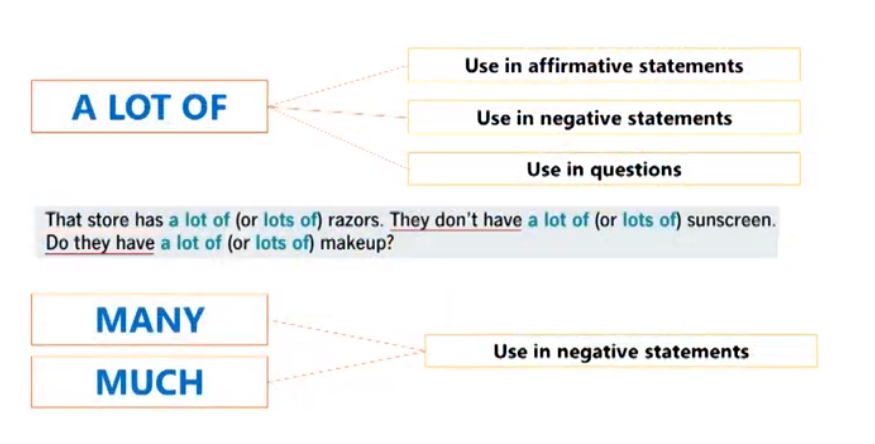 A LOT OF
Use in affirmative statements
Use in negative statements
Use in questions
That store has a lot of (or lots of) razors. They don't have a lot of (or lots of) sunscreen.
Do they have a lot of (or lots of) makeup?
MANY
MUCH
Use in negative statements